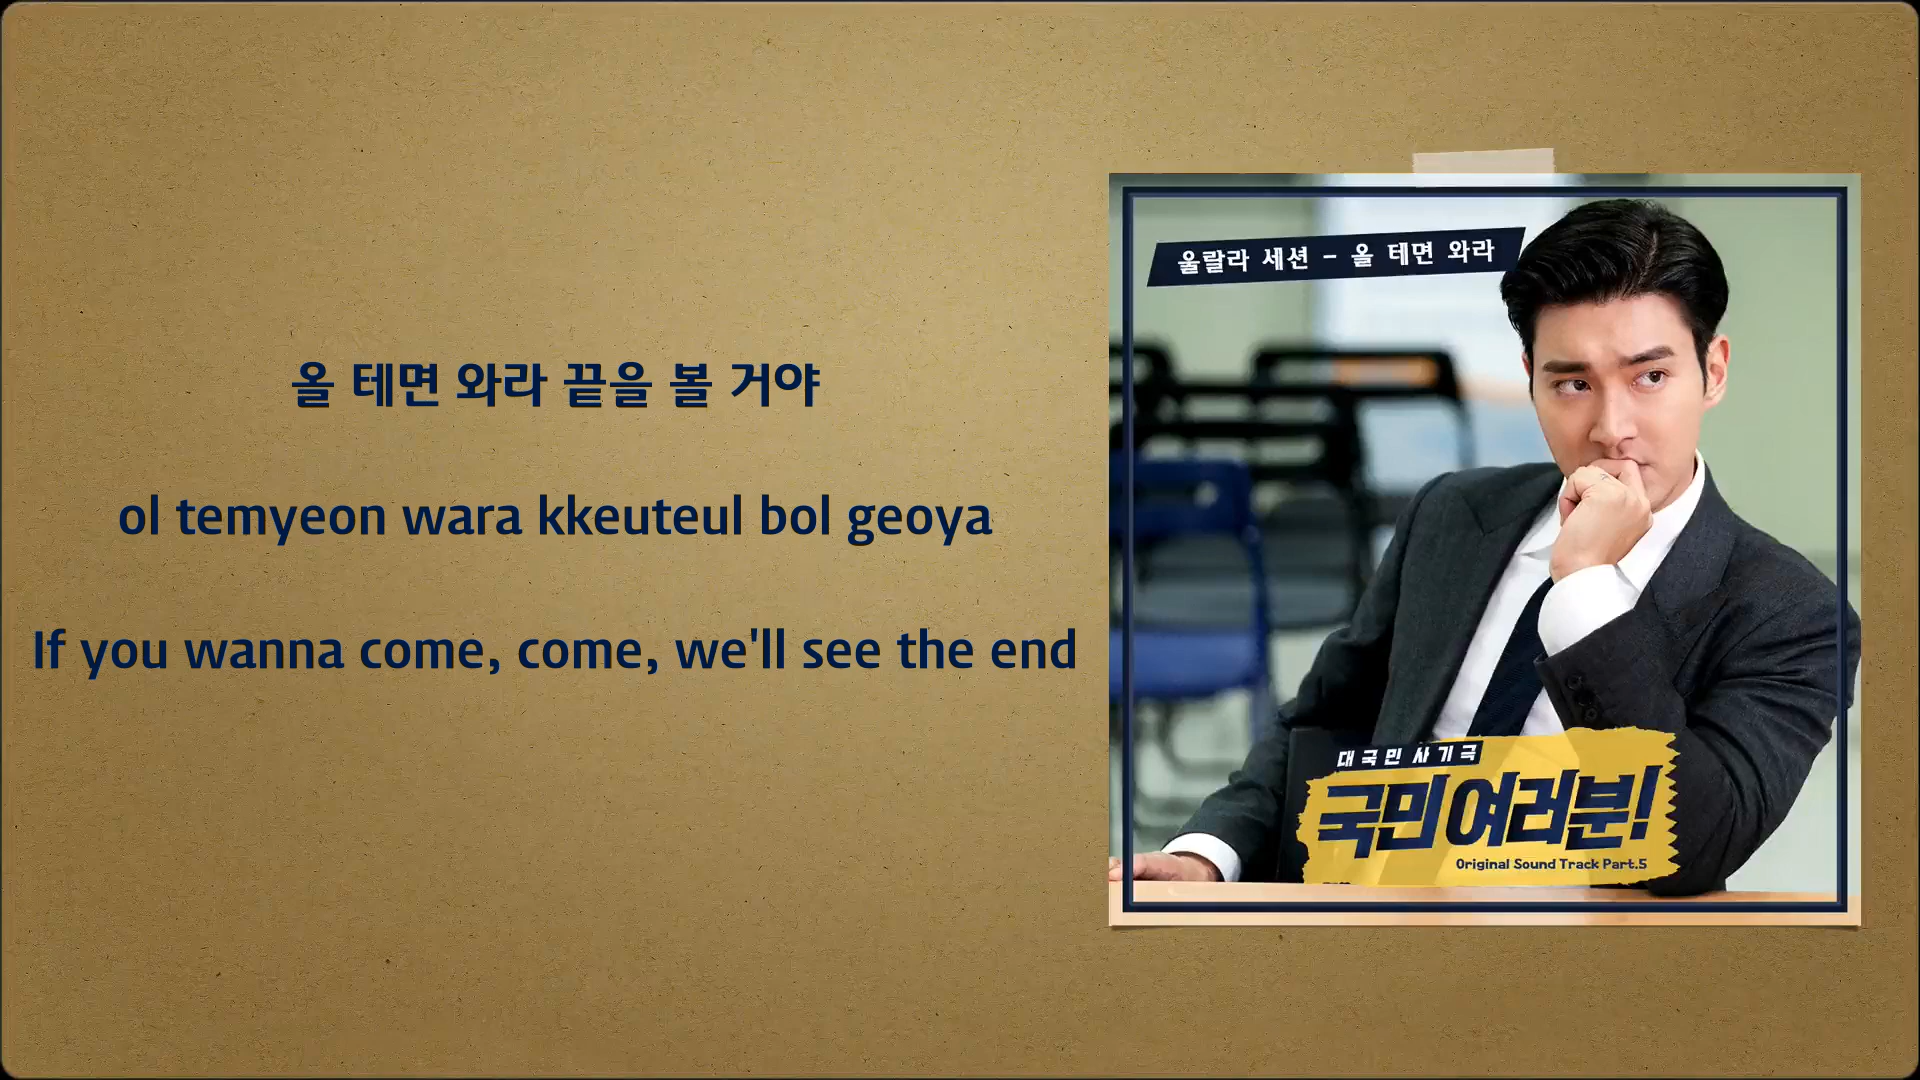 올 테면 와라 끝을 볼 거야
ol temyeon wara kkeuteul bol geoya
If you wanna come, come, we'll see the end
울랄라 세션 - 올 테면 와라
대국민 사기극
국민 여러분!
Original Sound Track Part.5